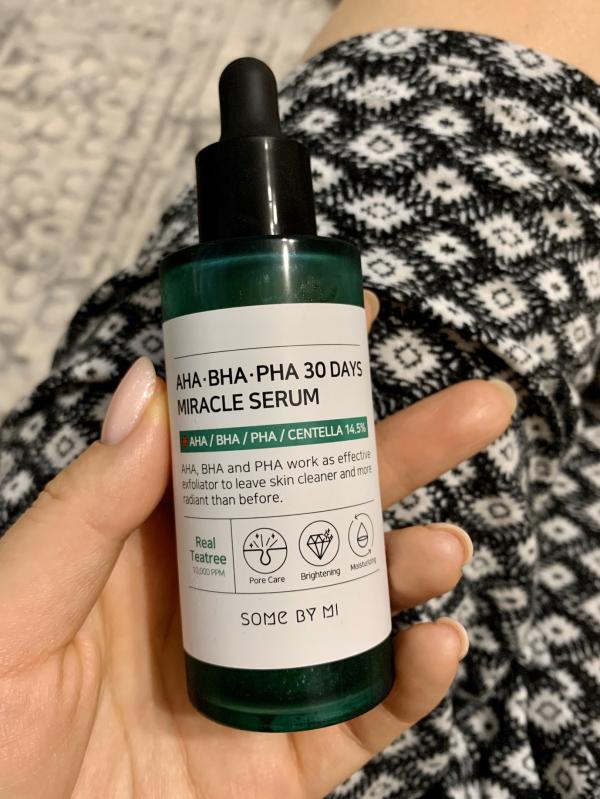 AHA·BHA·PHA 30 DAYS
MIRACLE SERUM
AHA / BHA / PHA / CENTELLA 14.5%
AHA, BHA and PHA work as effective
exfoliator to leave skin cleaner and more
radiant than before.
Real
Teatree
10,000 PPM
Pore Care
Brightening
Moisturizing
SOME BY MI